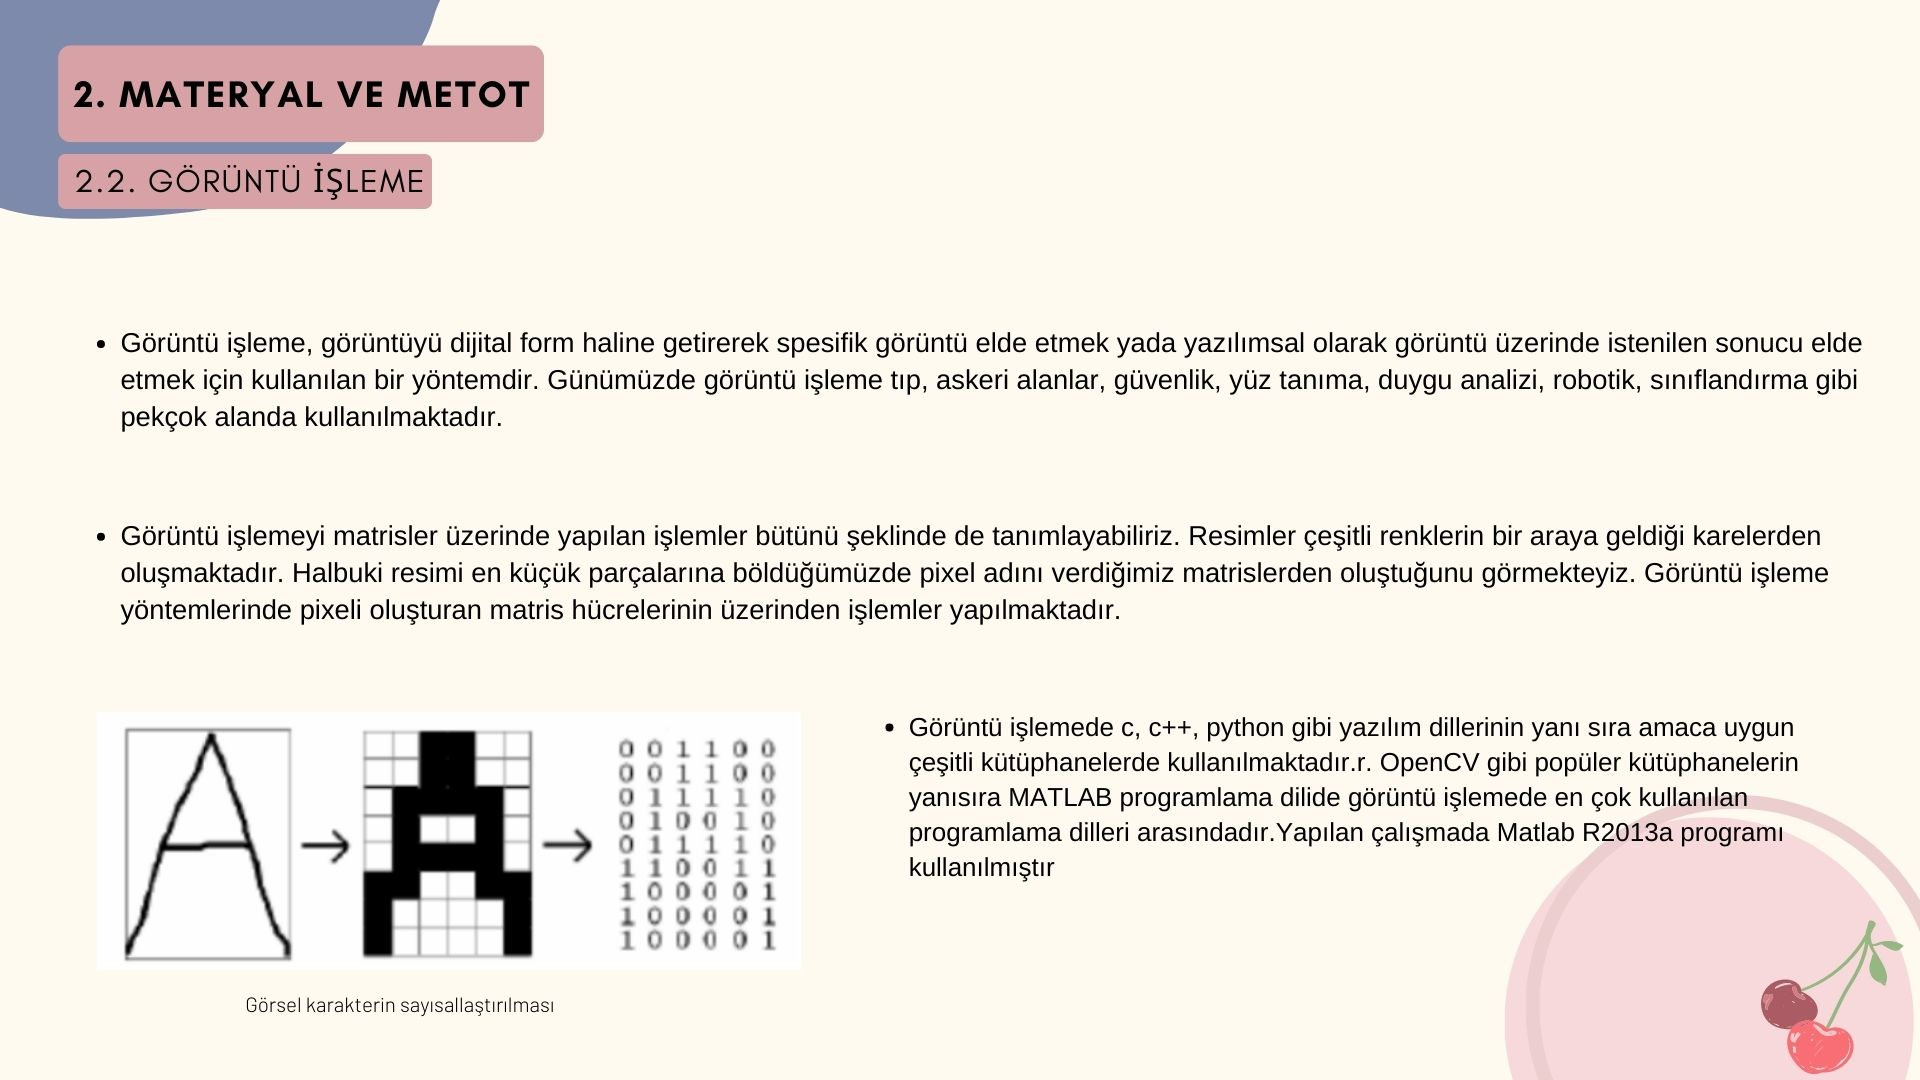 2. MATERYAL VE METOT
2.2. GÖRÜNTÜ İŞLEME
• Görüntü işleme, görüntüyü dijital form haline getirerek spesifik görüntü elde etmek yada yazılımsal olarak görüntü üzerinde istenilen sonucu elde
etmek için kullanılan bir yöntemdir. Günümüzde görüntü işleme tıp, askeri alanlar, güvenlik, yüz tanıma, duygu analizi, robotik, sınıflandırma gibi
pekçok alanda kullanılmaktadır.
• Görüntü işlemeyi matrisler üzerinde yapılan işlemler bütünü şeklinde de tanımlayabiliriz. Resimler çeşitli renklerin bir araya geldiği karelerden
oluşmaktadır. Halbuki resimi en küçük parçalarına böldüğümüzde pixel adını verdiğimiz matrislerden oluştuğunu görmekteyiz. Görüntü işleme
yöntemlerinde pixeli oluşturan matris hücrelerinin üzerinden işlemler yapılmaktadır.
A
0 0 1 1 0 0
0 0 1 1 0 0
0 1 1 1 1 0
0 1 0 0 1 0
0 1 1 1 1 0
1 1 0 0 1 1
1 0 0 0 0 1
1 0 0 0 0 1
1 0 0 0 0 1
Görsel karakterin sayısallaştırılması
• Görüntü işlemede c, c++, python gibi yazılım dillerinin yanı sıra amaca uygun
çeşitli kütüphanelerde kullanılmaktadır.r. OpenCV gibi popüler kütüphanelerin
yanısıra MATLAB programlama dilide görüntü işlemede en çok kullanılan
programlama dilleri arasındadır.Yapılan çalışmada Matlab R2013a programı
kullanılmıştır